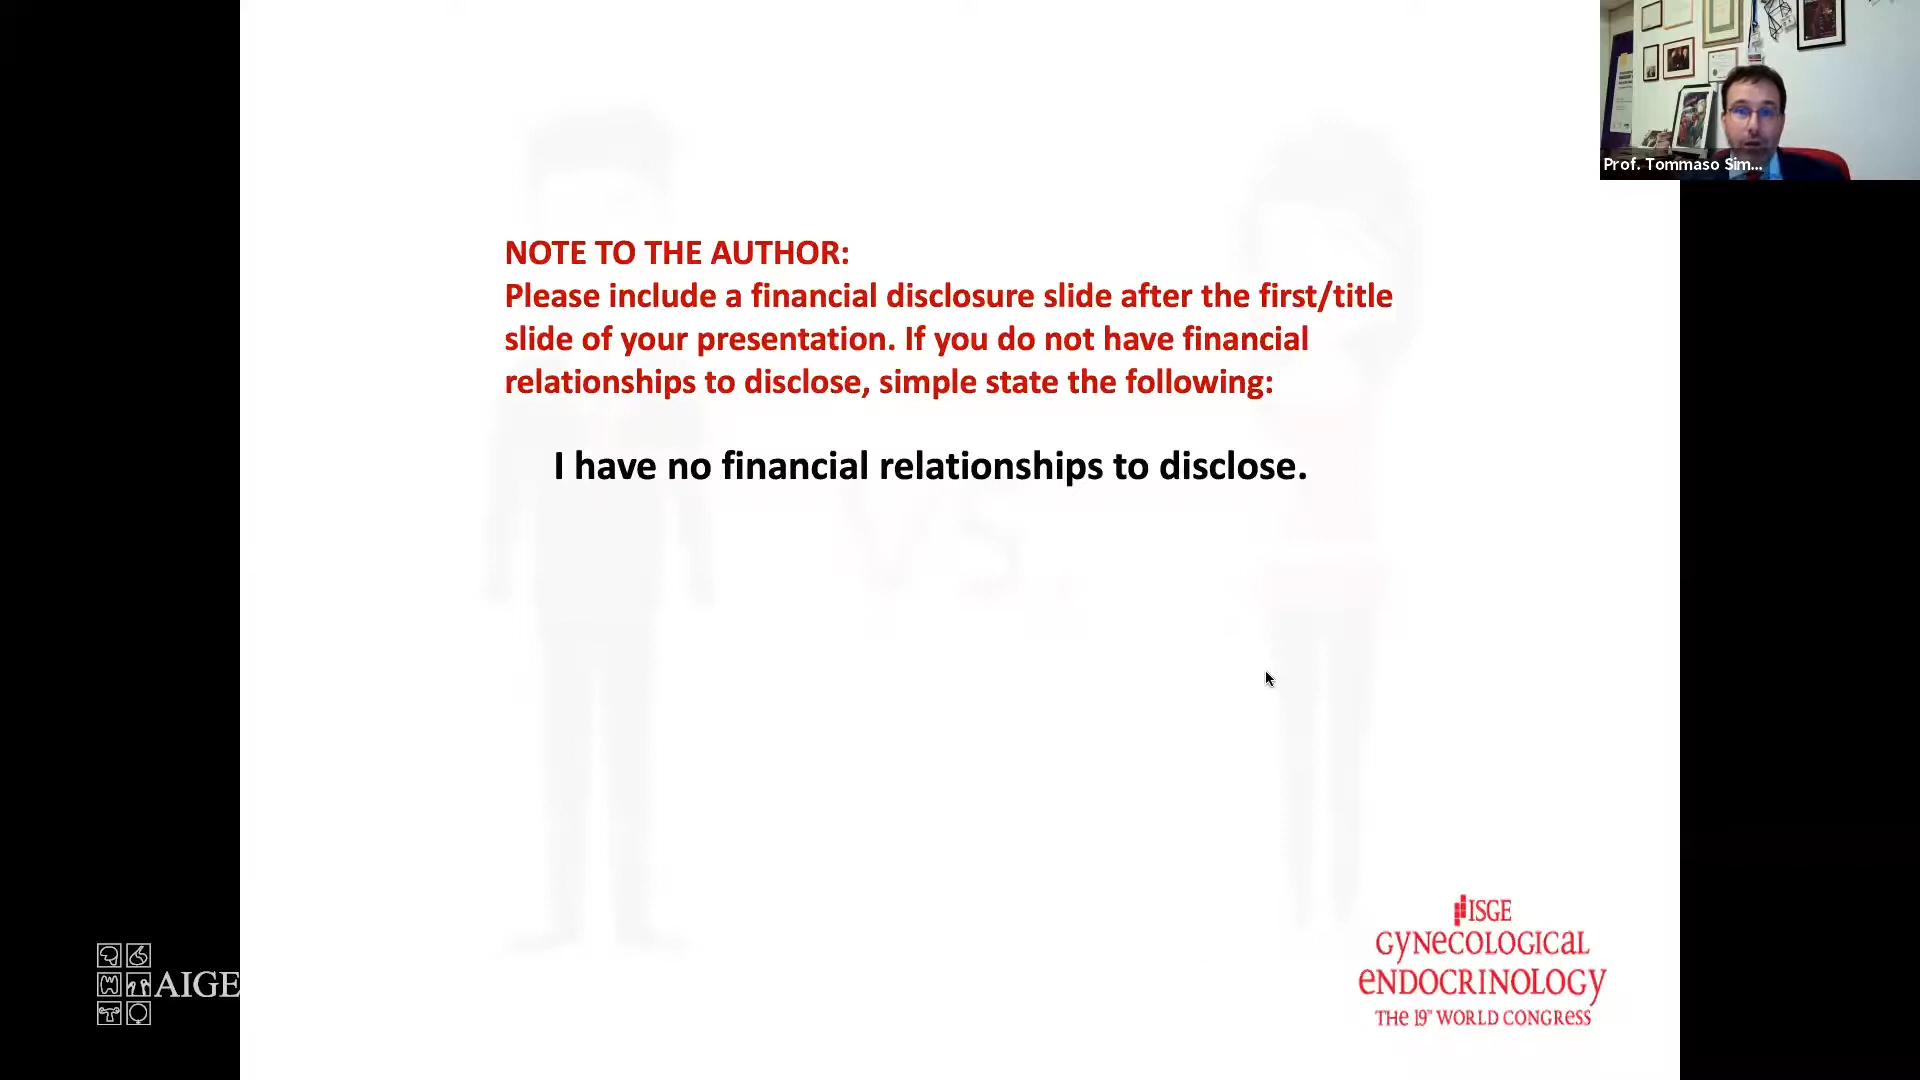 Prof. Tommaso Sim...
NOTE TO THE AUTHOR:
Please include a financial disclosure slide after the first/title
slide of your presentation. If you do not have financial
relationships to disclose, simple state the following:
I have no financial relationships to disclose.
VS.
AIGE
ISGE
GYNECOLOGICAL
ENDOCRINOLOGY
THE 19TH WORLD CONGRESS